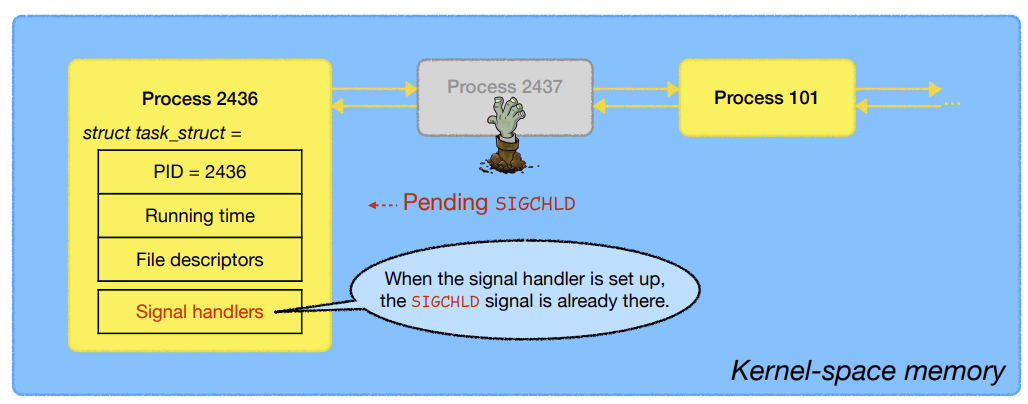 Process 2436
struct task_struct =
PID = 2436
Running time
File descriptors
Signal handlers
Process 2437
Process 101
...
Pending SIGCHLD
When the signal handler is set up,
the SIGCHLD signal is already there.
Kernel-space memory